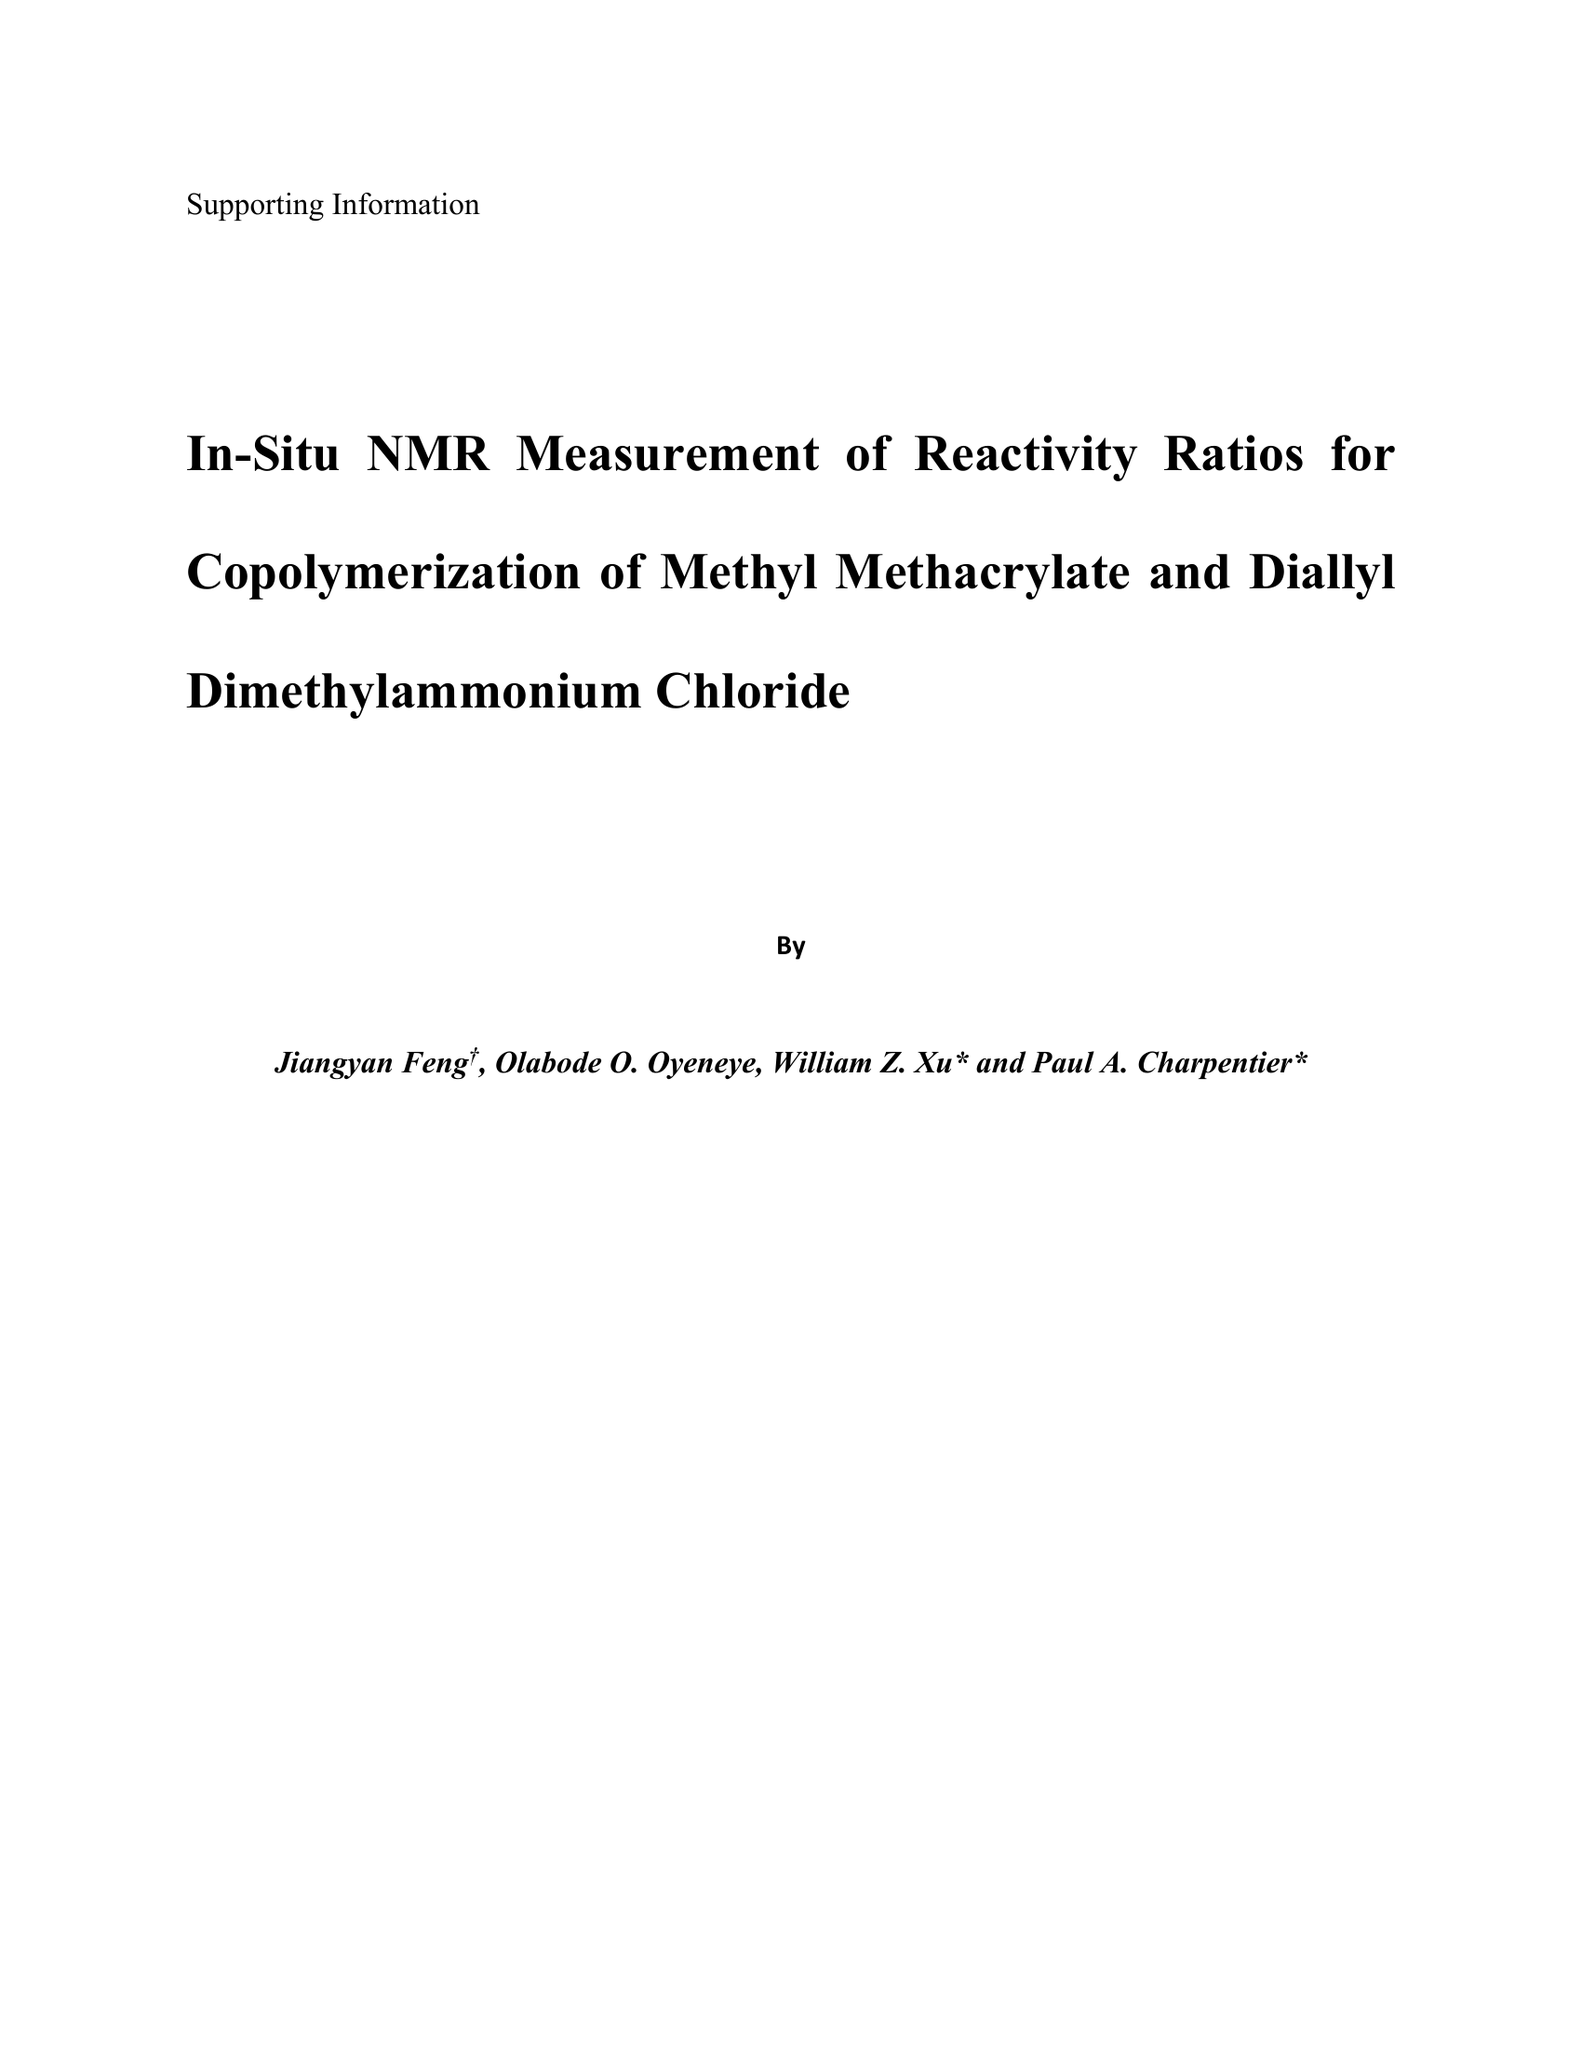 Supporting Information
In-Situ NMR Measurement of Reactivity Ratios for
Copolymerization of Methyl Methacrylate and Diallyl
Dimethylammonium Chloride
By
Jiangyan Feng†, Olabode O. Oyeneye, William Z. Xu* and Paul A. Charpentier*